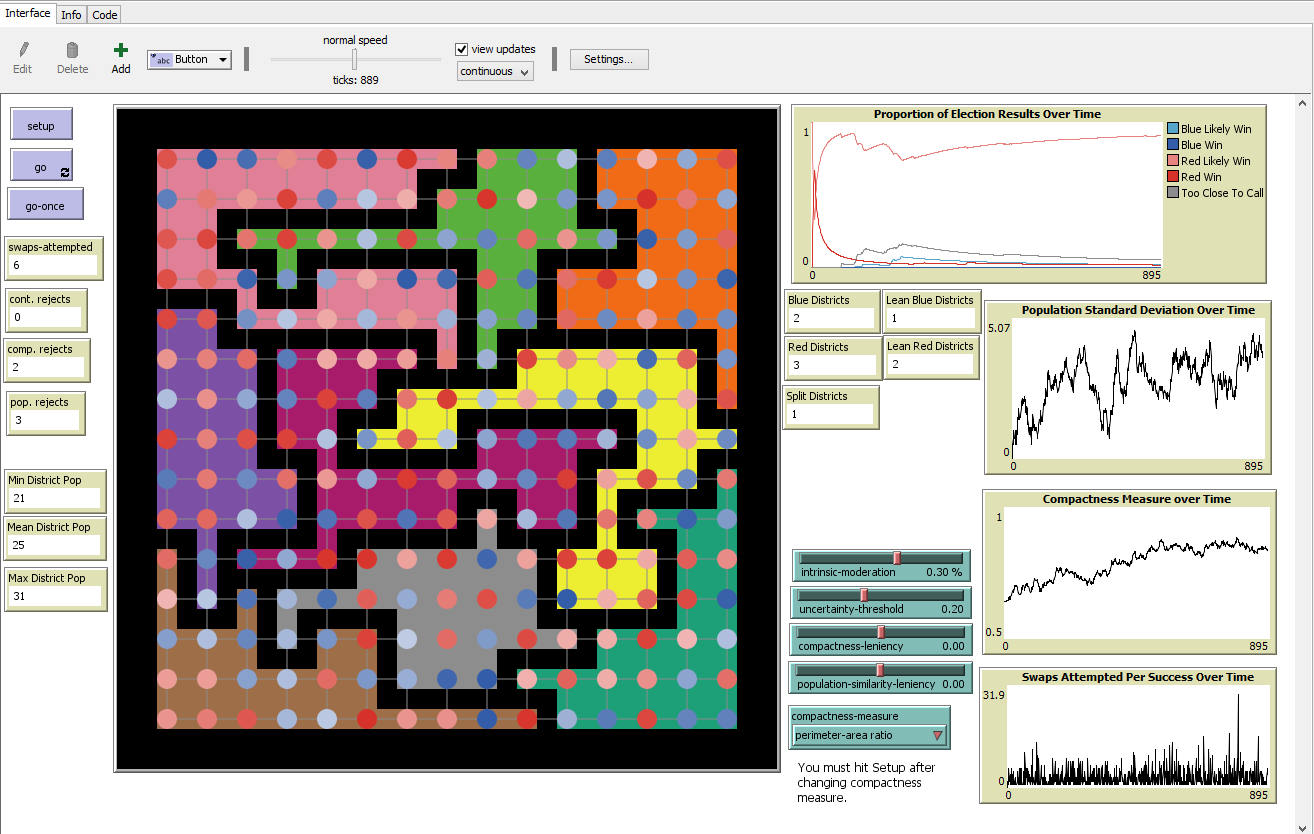 Interface Info Code
normal speed
Edit Delete Add abc Button view updates continuous Settings...
ticks: 889
setup
go
go-once
swaps-attempted
6
cont. rejects
0
comp. rejects
2
pop. rejects
3
Min District Pop
21
Mean District Pop
25
Max District Pop
31
Proportion of Election Results Over Time
1
0
0 895
Blue Likely Win
Blue Win
Red Likely Win
Red Win
Too Close To Call
Blue Districts
2
Lean Blue Districts
1
Red Districts
3
Lean Red Districts
2
Split Districts
1
Population Standard Deviation Over Time
5.07
0
0 895
Compactness Measure over Time
1
0.5
0 895
intrinsic-moderation 0.30 %
uncertainty-threshold 0.20
compactness-leniency 0.00
population-similarity-leniency 0.00
compactness-measure
perimeter-area ratio
You must hit Setup after
changing compactness
measure.
Swaps Attempted Per Success Over Time
31.9
0
0 895